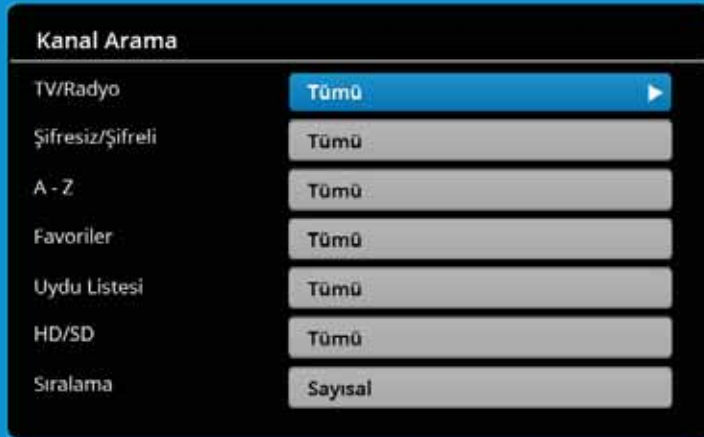 Kanal Arama
TV/Radyo Tümü
Şifresiz/Şifreli Tümü
A - Z Tümü
Favoriler Tümü
Uydu Listesi Tümü
HD/SD Tümü
Sıralama Sayısal